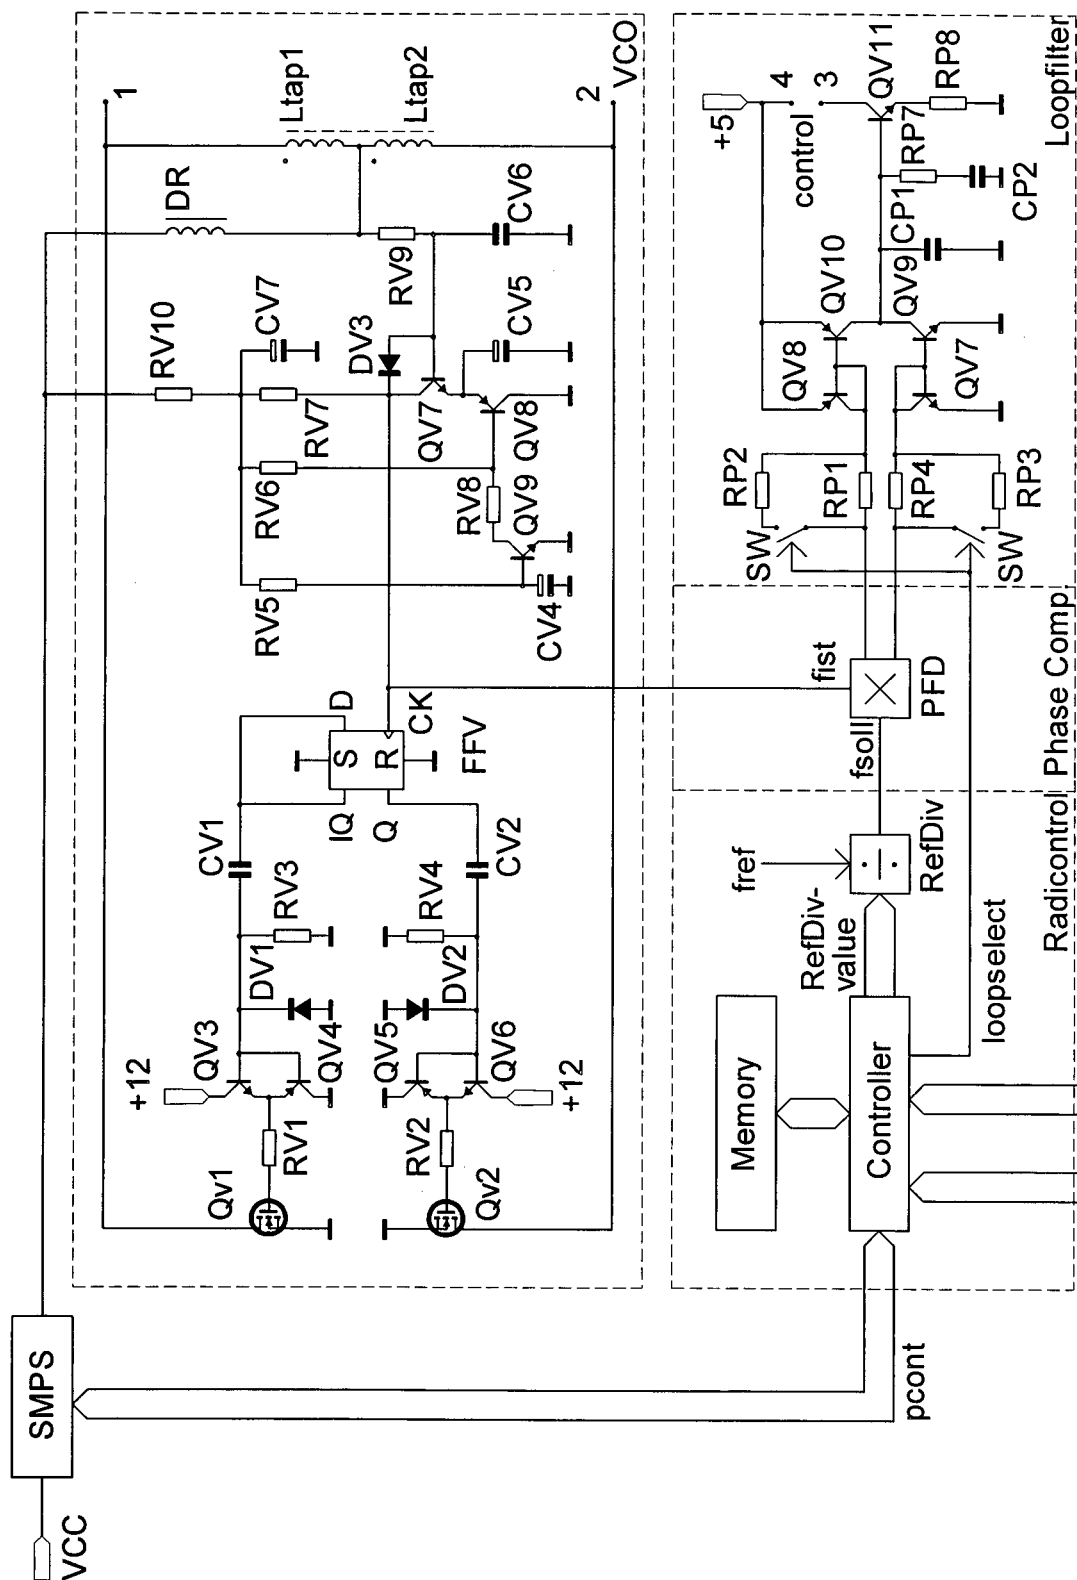 VCC
SMPS
pcont
1
DR
Ltap1
Ltap2
2
VCO
RV10
CV7
RV7
RV6
RV5
DV3
RV9
CV6
CV5
QV7
QV8
RV8
QV9
CV4
D
CK
S
R
IQ
Q
FFV
CV1
CV2
RV3
RV4
DV1
DV2
QV3
QV4
QV5
QV6
+12
+12
RV1
RV2
Qv1
Qv2
+5
4
3
control
QV11
RP8
RP7
CP1
CP2
Loopfilter
QV10
QV9
QV8
QV7
RP2
RP1
RP4
RP3
SW
SW
fist
fsoll
PFD
Phase Comp.
fref
RefDiv
RefDiv-
value
Radicontrol
loopselect
Memory
Controller